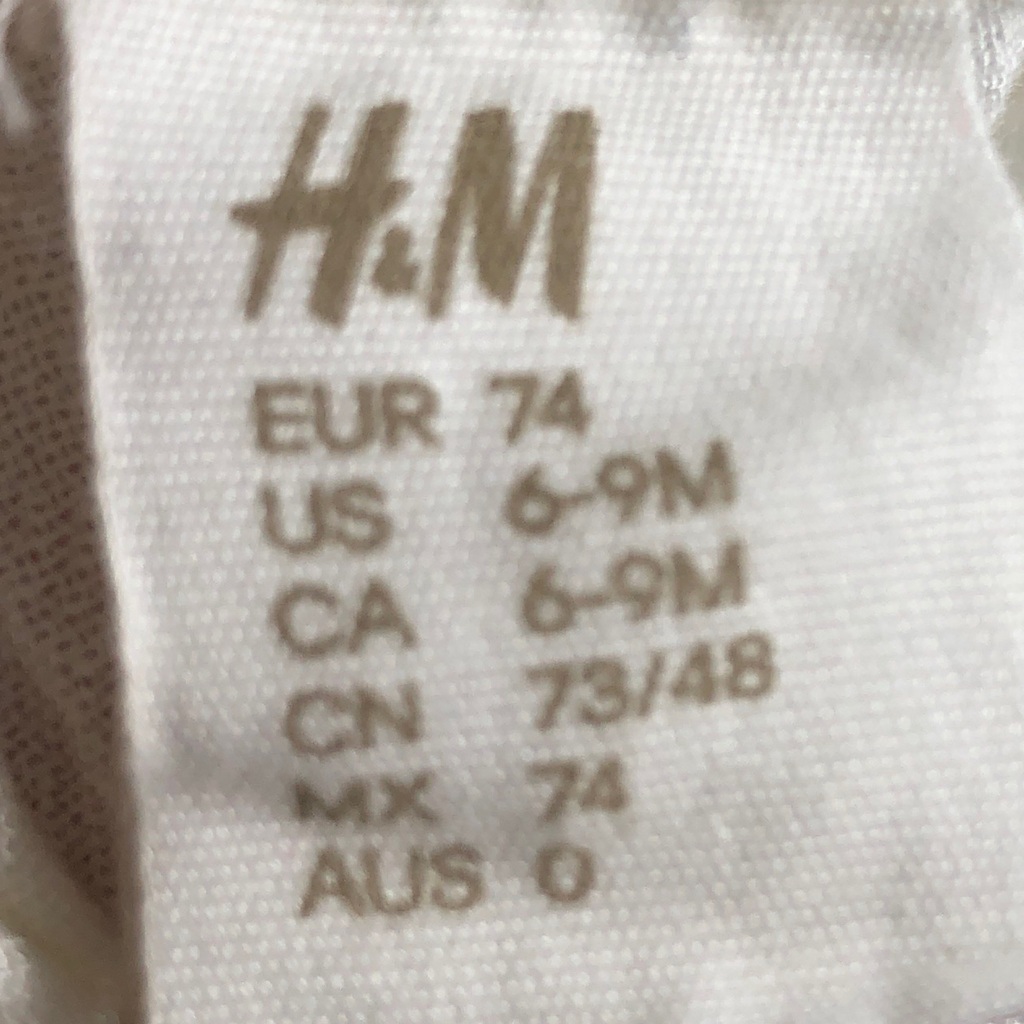 H&M
EUR 74
US 6-9M
CA 6-9M
CN 73/48
MX 74
AUS 0